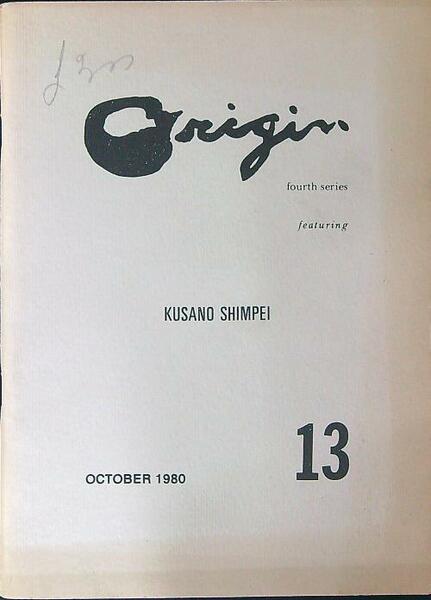 Origin
fourth series
featuring
KUSANO SHIMPEI
13
OCTOBER 1980